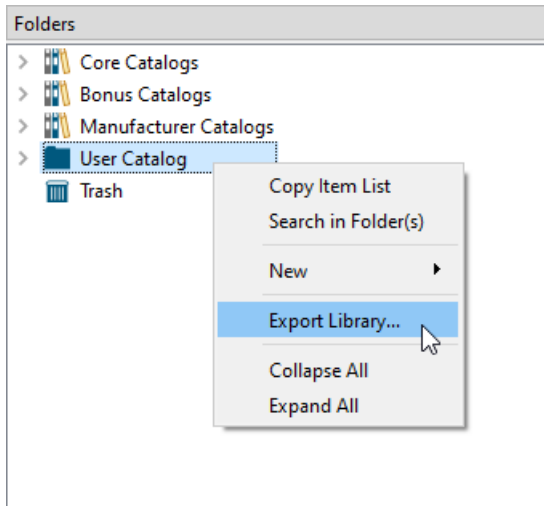 Folders
Core Catalogs
Bonus Catalogs
Manufacturer Catalogs
User Catalog
Trash
Copy Item List
Search in Folder(s)
New
Export Library...
Collapse All
Expand All